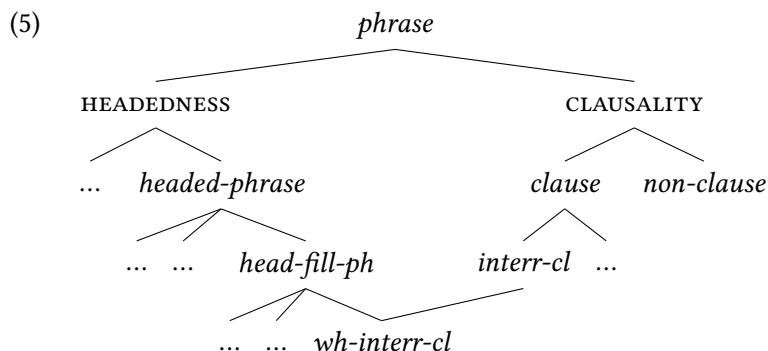 (5) phrase
HEADEDNESS CLAUSALITY
... headed-phrase clause non-clause
... ... head-fill-ph interr-cl ...
... ... wh-interr-cl